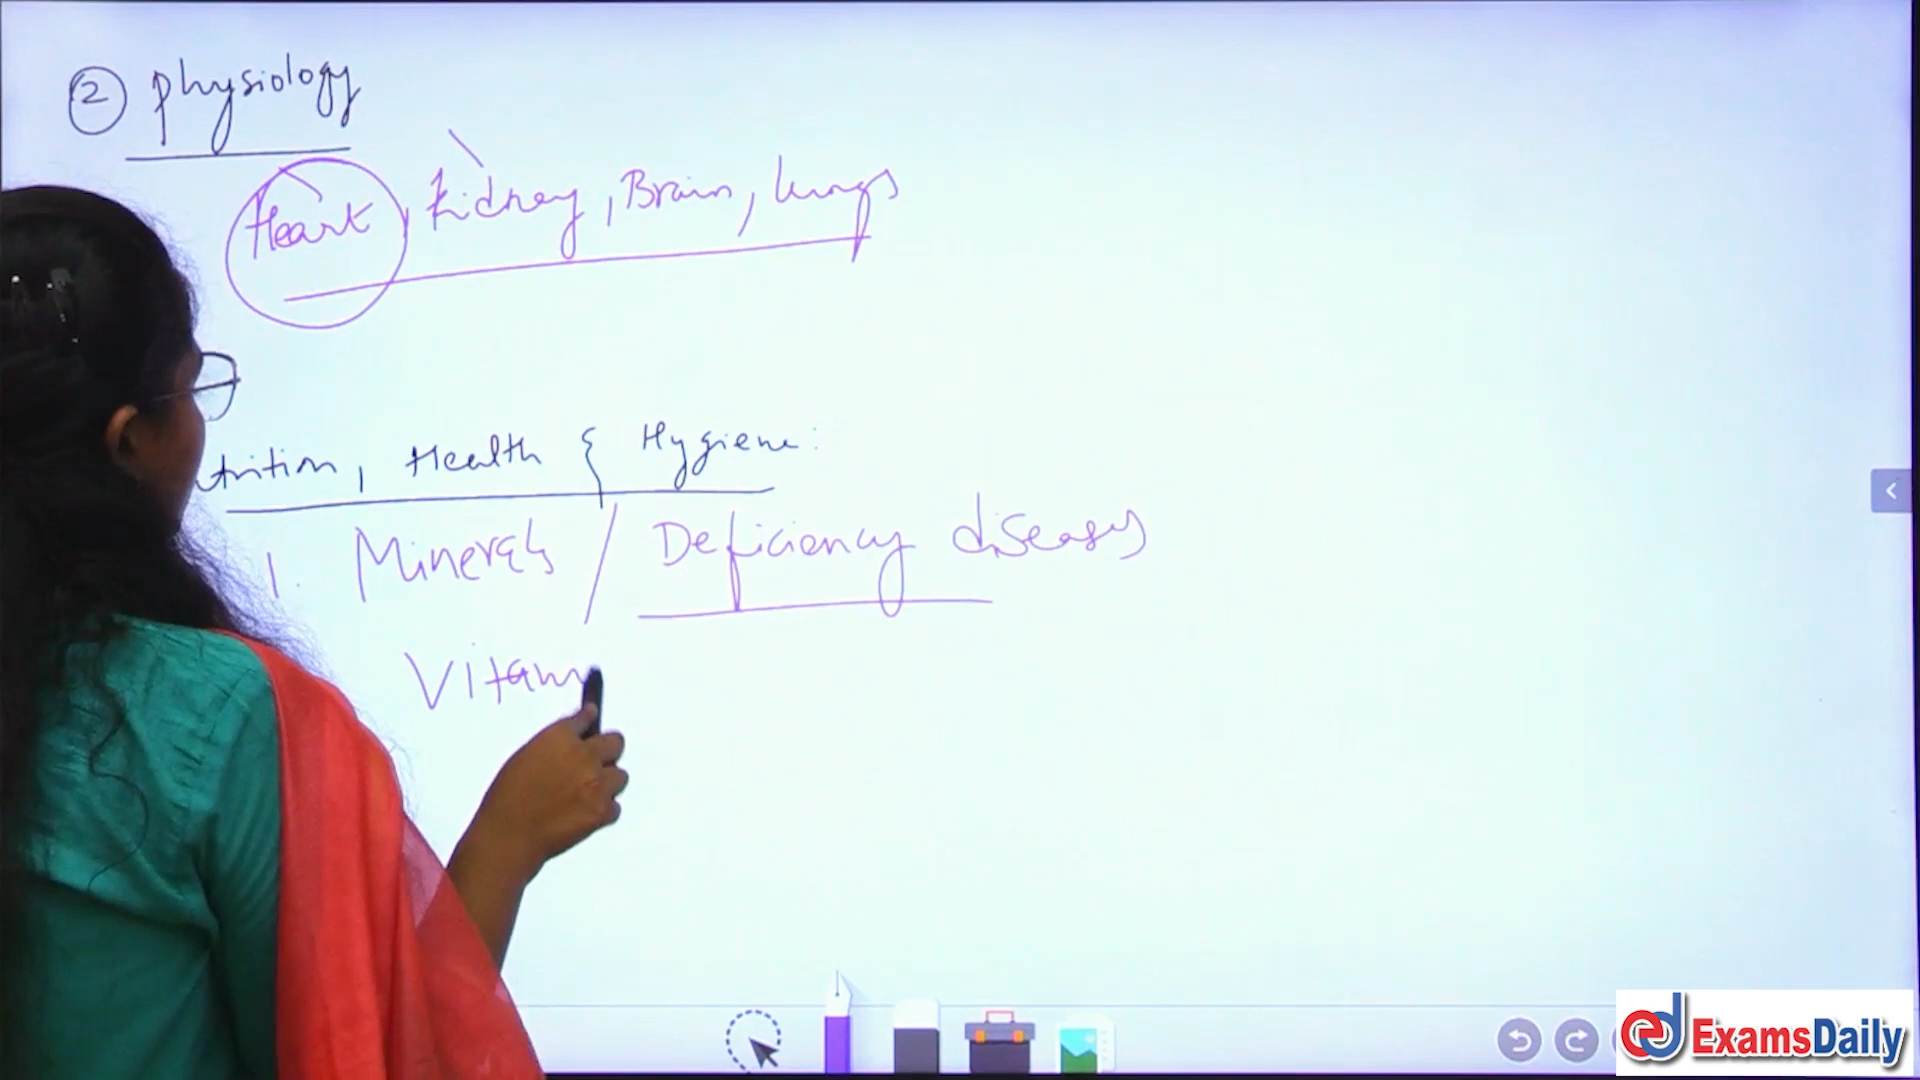 ② Physiology
Heart, Kidney, Brain, lungs
trition, Health & Hygiene:
1. Minerals / Deficiency diseases
Vitam
ExamsDaily